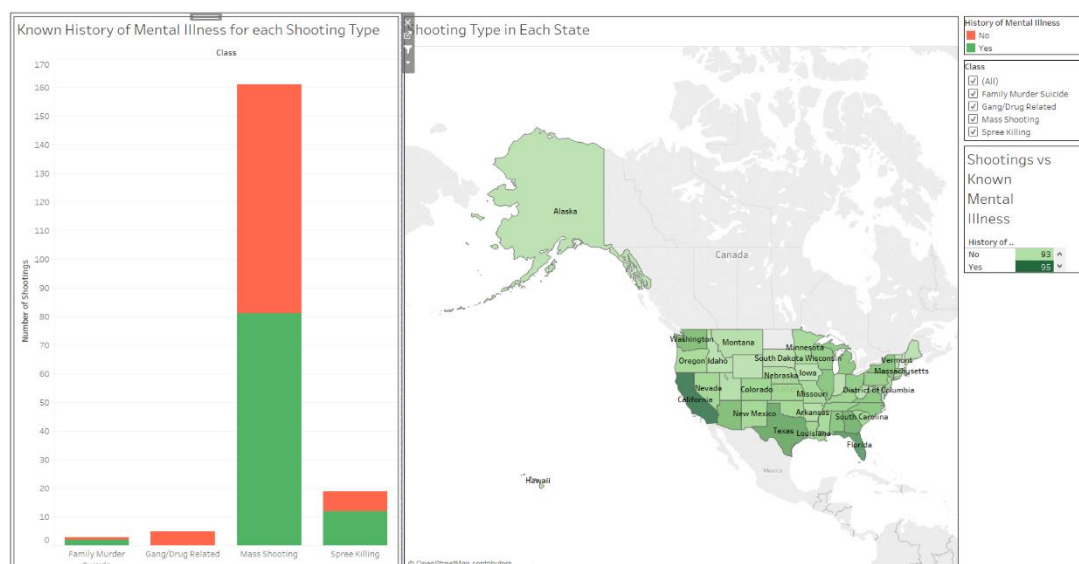 Known History of Mental Illness for each Shooting Type
Class
Number of Shootings
170
160
150
140
130
120
110
100
90
80
70
60
50
40
30
20
10
0
Family Murder
Gang/Drug Related
Mass Shooting
Spree Killing
Shooting Type in Each State
Alaska
Canada
Washington
Montana
Minnesota
Vermont
Oregon
Idaho
South Dakota
Wisconsin
Massachusetts
Nebraska
Iowa
Nevada
Colorado
Missouri
District of Columbia
California
New Mexico
Arkansas
South Carolina
Texas
Louisiana
Florida
Hawaii
Mexico
© OpenStreetMap contributors
History of Mental Illness
No
Yes
Class
(All)
Family Murder Suicide
Gang/Drug Related
Mass Shooting
Spree Killing
Shootings vs
Known
Mental
Illness
History of ..
No 93
Yes 95